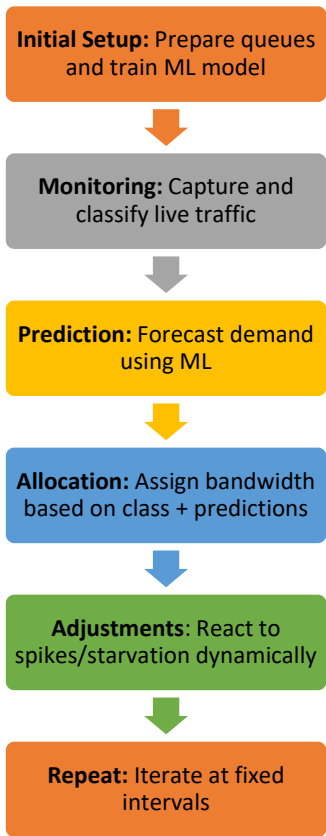 Initial Setup: Prepare queues
and train ML model
Monitoring: Capture and
classify live traffic
Prediction: Forecast demand
using ML
Allocation: Assign bandwidth
based on class + predictions
Adjustments: React to
spikes/starvation dynamically
Repeat: Iterate at fixed
intervals